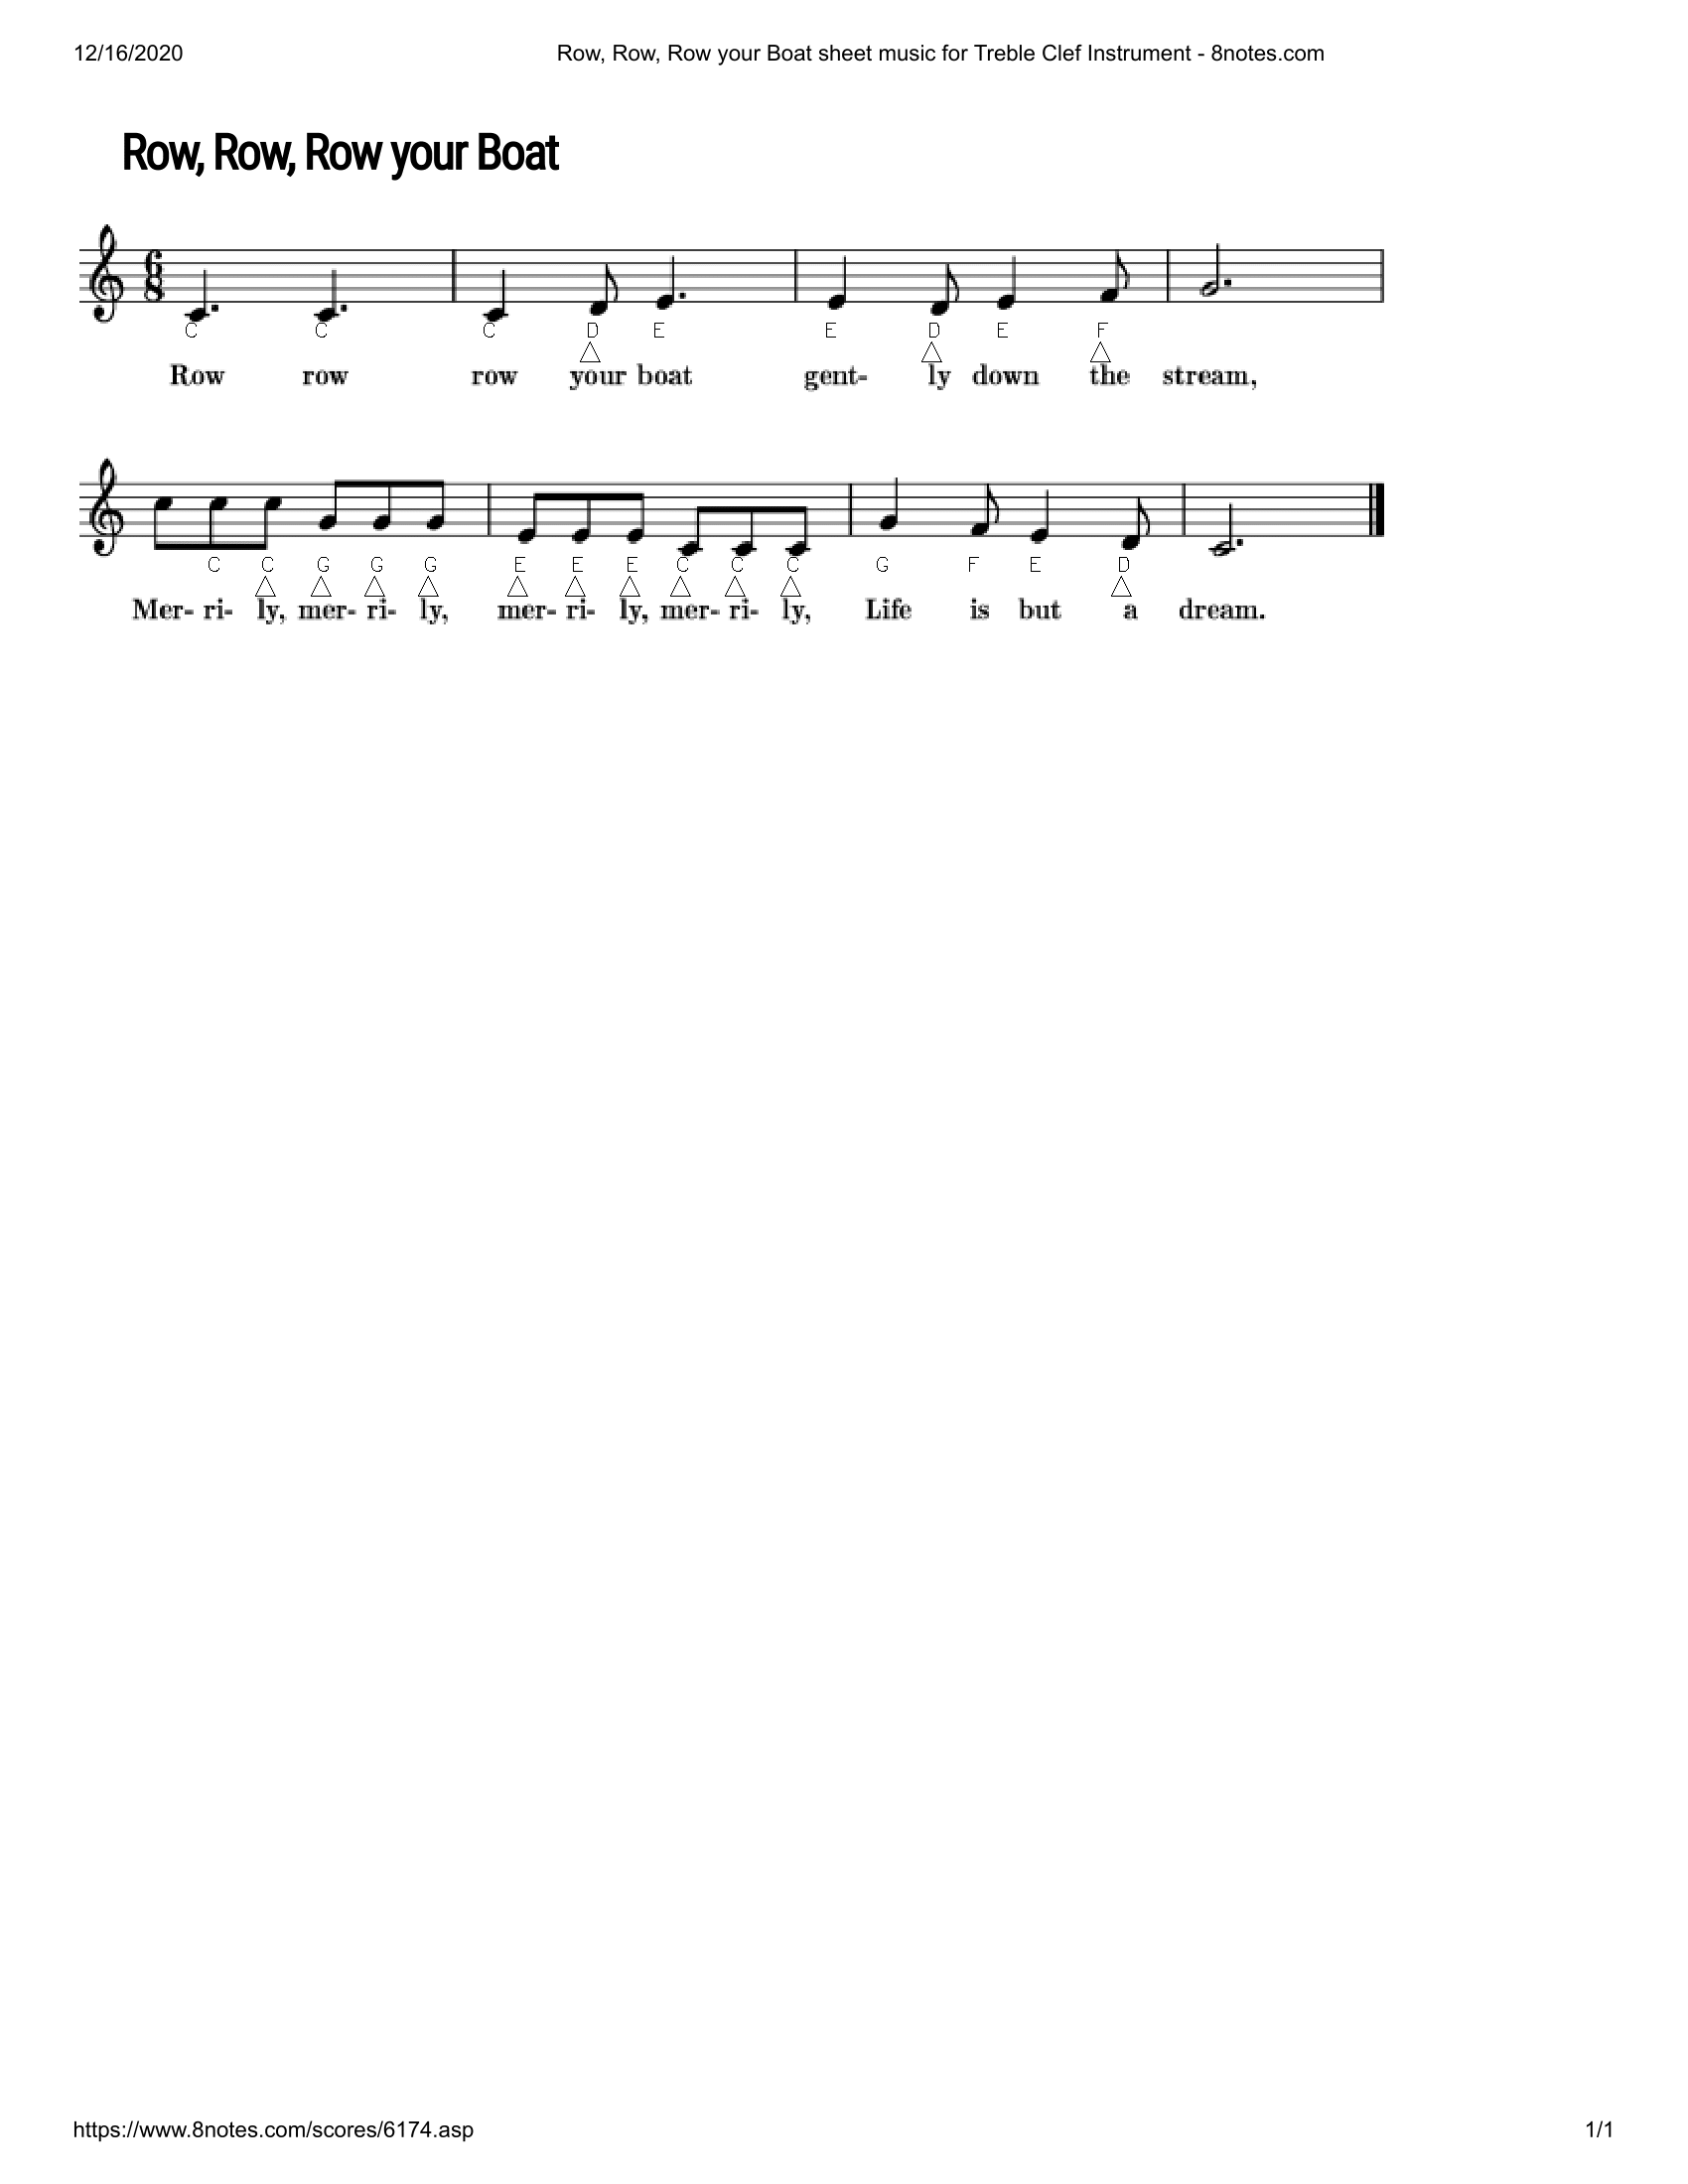 12/16/2020 Row, Row, Row your Boat sheet music for Treble Clef Instrument - 8notes.com
Row, Row, Row your Boat
6
8
C C C D E E D E F
Row row row your boat gent- ly down the stream,
C C G G G E E E C C C G F E D
Mer- ri- ly, mer- ri- ly, mer- ri- ly, mer- ri- ly, Life is but a dream.
https://www.8notes.com/scores/6174.asp 1/1